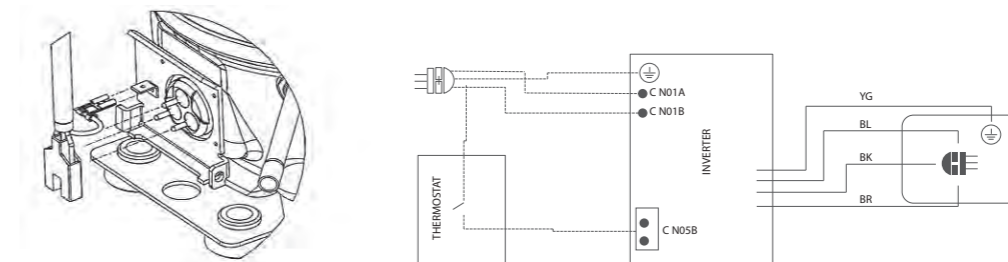 C N01A
C N01B
INVERTER
THERMOSTAT
C N05B
YG
BL
BK
BR